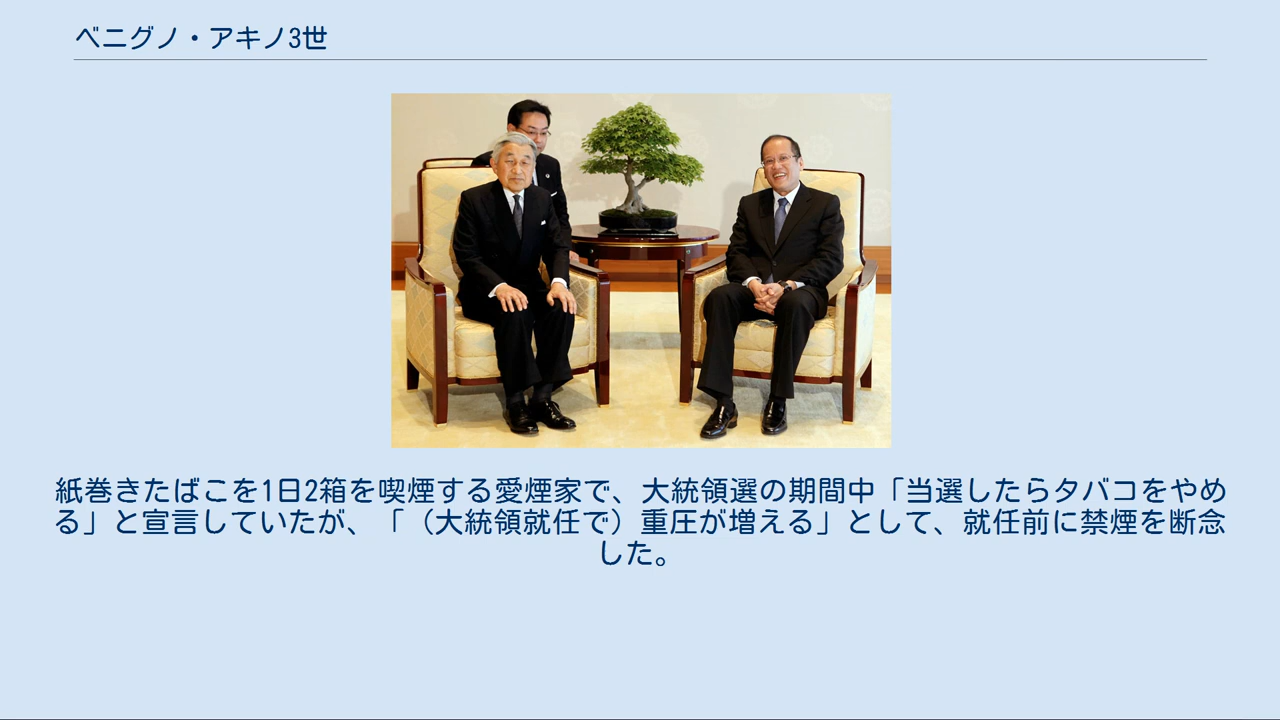 ベニグノ・アキノ3世
紙巻きたばこを1日2箱を喫煙する愛煙家で、大統領選の期間中「当選したらタバコをやめ
る」と宣言していたが、「（大統領就任で）重圧が増える」として、就任前に禁煙を断念
した。